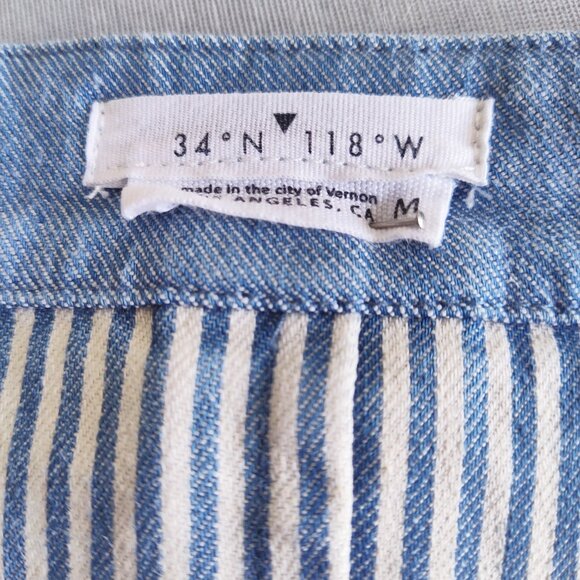 34°N ▼ 118°W
made in the city of Vernon
ANGELES, CA M